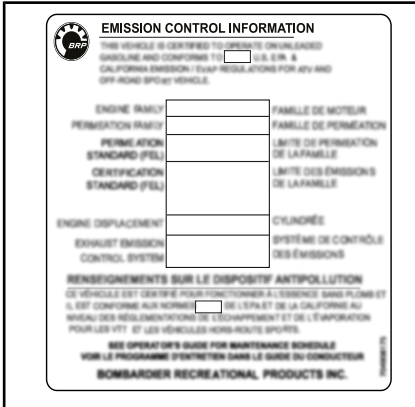 BRP
EMISSION CONTROL INFORMATION
THIS VEHICLE IS CERTIFIED TO OPERATE ON UNLEADED
GASOLINE AND CONFORMS TO U.S. EPA &
CALIFORNIA EMISSION / EVAP REGULATIONS FOR ATV AND
OFF-ROAD SPORT VEHICLE.
ENGINE FAMILY FAMILLE DE MOTEUR
PERMEATION FAMILY FAMILLE DE PERMÉATION
PERMEATION LIMITE DE PERMEATION
STANDARD (FEL) DE LA FAMILLE
CERTIFICATION LIMITE DES ÉMISSIONS
STANDARD (FEL) DE LA FAMILLE
ENGINE DISPLACEMENT CYLINDRÉE
EXHAUST EMISSION SYSTÈME DE CONTRÔLE
CONTROL SYSTEM DES ÉMISSIONS
RENSEIGNEMENTS SUR LE DISPOSITIF ANTIPOLLUTION
CE VÉHICULE EST CERTIFIÉ POUR FONCTIONNER À L'ESSENCE SANS PLOMB ET
IL EST CONFORME AUX NORMES DE L'EPA ET DE LA CALIFORNIE AU
NIVEAU DES RÉGLEMENTATIONS DE L'ÉCHAPPEMENT ET DE L'ÉVAPORATION
POUR LES VTT ET LES VÉHICULES HORS-ROUTE SPORTS.
SEE OPERATOR'S GUIDE FOR MAINTENANCE SCHEDULE
VOIR LE PROGRAMME D'ENTRETIEN DANS LE GUIDE DU CONDUCTEUR
BOMBARDIER RECREATIONAL PRODUCTS INC.